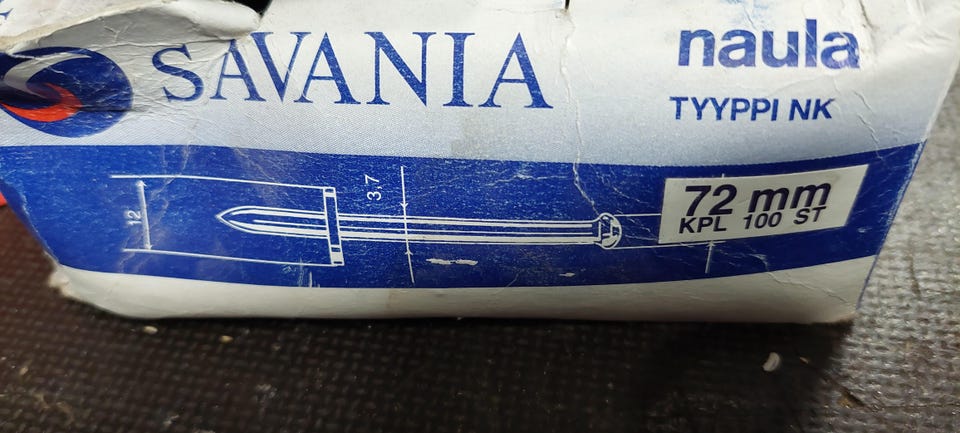 SAVANIA
naula
TYYPPI NK
12
3,7
72 mm
KPL 100 ST